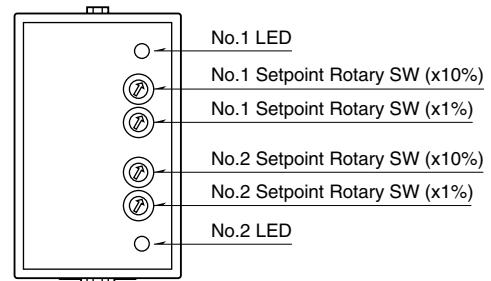 No.1 LED
No.1 Setpoint Rotary SW (x10%)
No.1 Setpoint Rotary SW (x1%)
No.2 Setpoint Rotary SW (x10%)
No.2 Setpoint Rotary SW (x1%)
No.2 LED